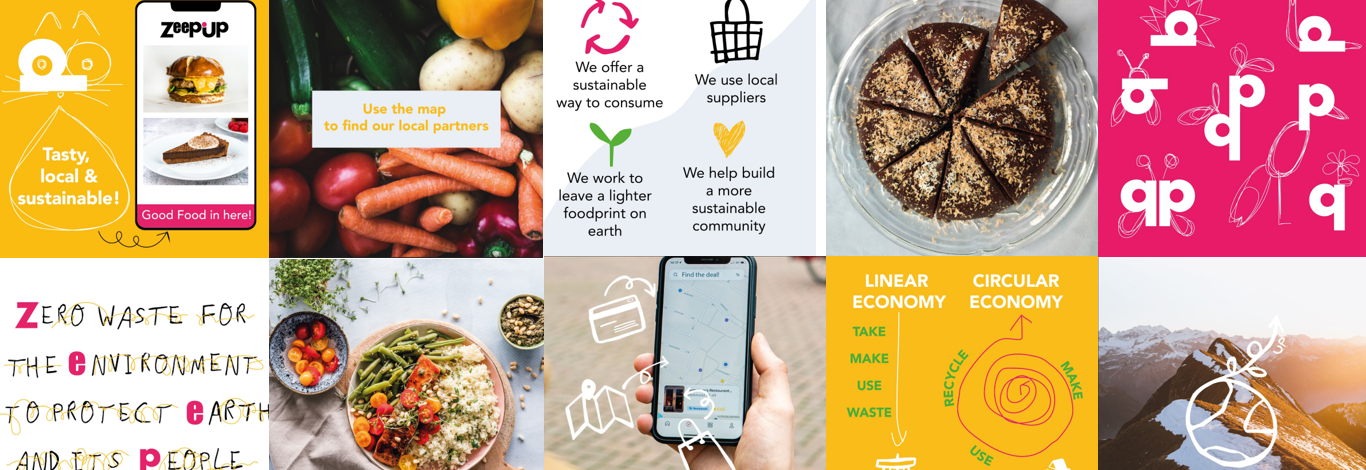 ZeePUP
Tasty,
local &
sustainable!
Good Food in here!
Use the map
to find our local partners
We offer a
sustainable
way to consume
We use local
suppliers
We work to
leave a lighter
foodprint on
earth
We help build
a more
sustainable
community
q
p
ZERO WASTE FOR
THE eNVIRONMENT
TO PROTECT eARTH
AND ITS pEOPLE
Find the deal!
LINEAR
ECONOMY
TAKE
MAKE
USE
WASTE
CIRCULAR
ECONOMY
RECYCLE
MAKE
USE
UP!